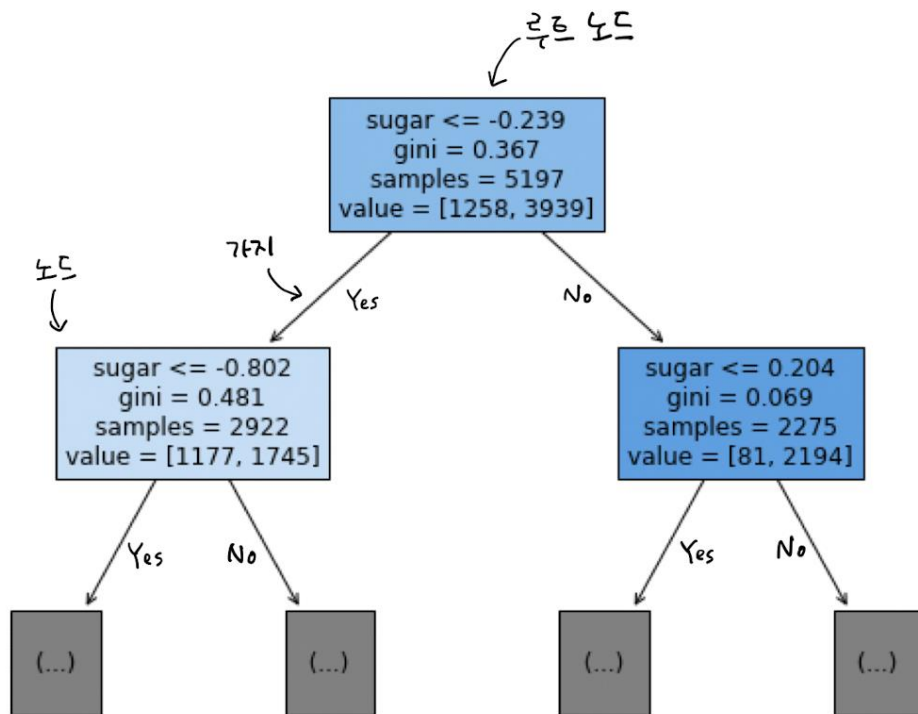 루트 노드
sugar <= -0.239
gini = 0.367
samples = 5197
value = [1258, 3939]
가지
노드
Yes
No
sugar <= -0.802
gini = 0.481
samples = 2922
value = [1177, 1745]
sugar <= 0.204
gini = 0.069
samples = 2275
value = [81, 2194]
Yes
No
Yes
No
(...)
(...)
(...)
(...)